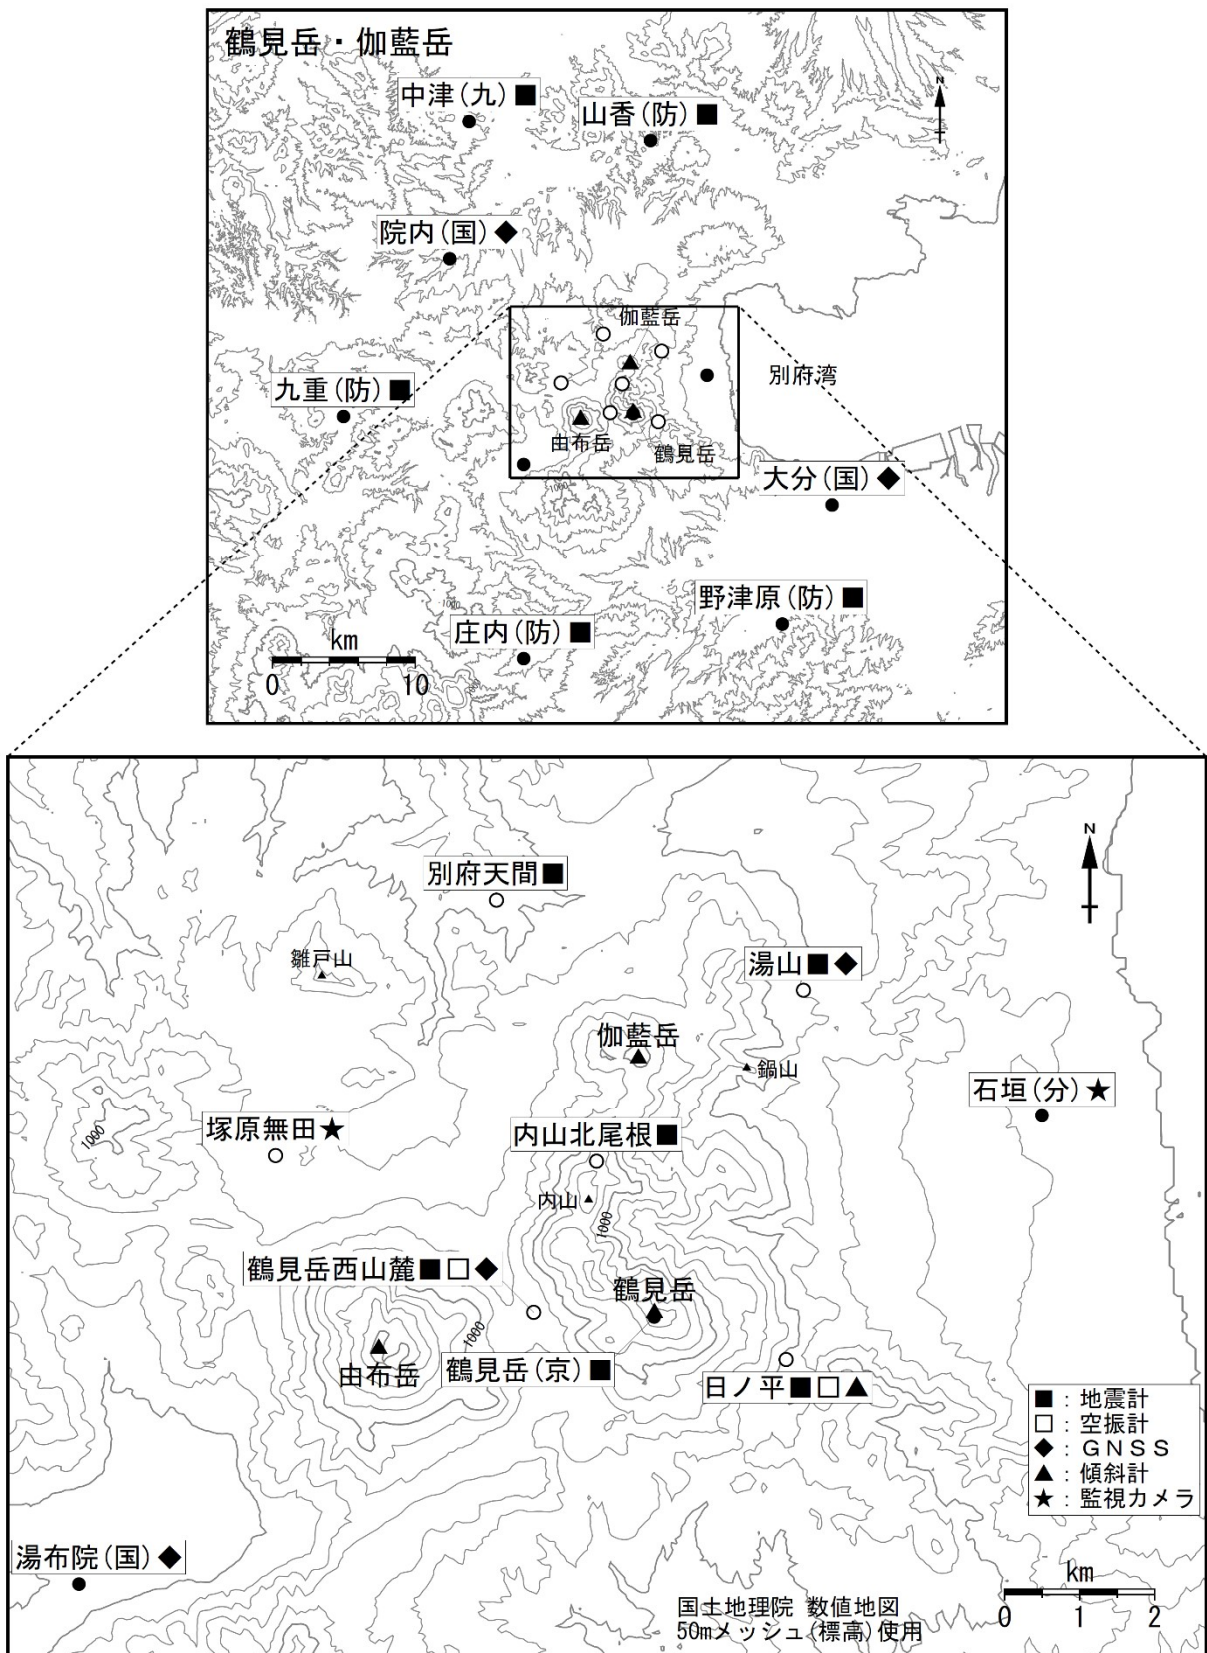 鶴見岳・伽藍岳
中津(九)■
山香(防)■
N
院内(国)◆
伽藍岳
別府湾
九重(防)■
由布岳
鶴見岳
大分(国)◆
1000
野津原(防)■
1000
庄内(防)■
km
0 10
N
別府天間■
雛戸山
湯山■◆
伽藍岳
鍋山
石垣(分)★
塚原無田★
内山北尾根■
1000
内山
1000
鶴見岳西山麓■□◆
鶴見岳
1000
由布岳
鶴見岳(京)■
日ノ平■□▲
■:地震計
□:空振計
◆:GNSS
▲:傾斜計
★:監視カメラ
湯布院(国)◆
km
0 1 2
国土地理院 数値地図
50mメッシュ(標高)使用